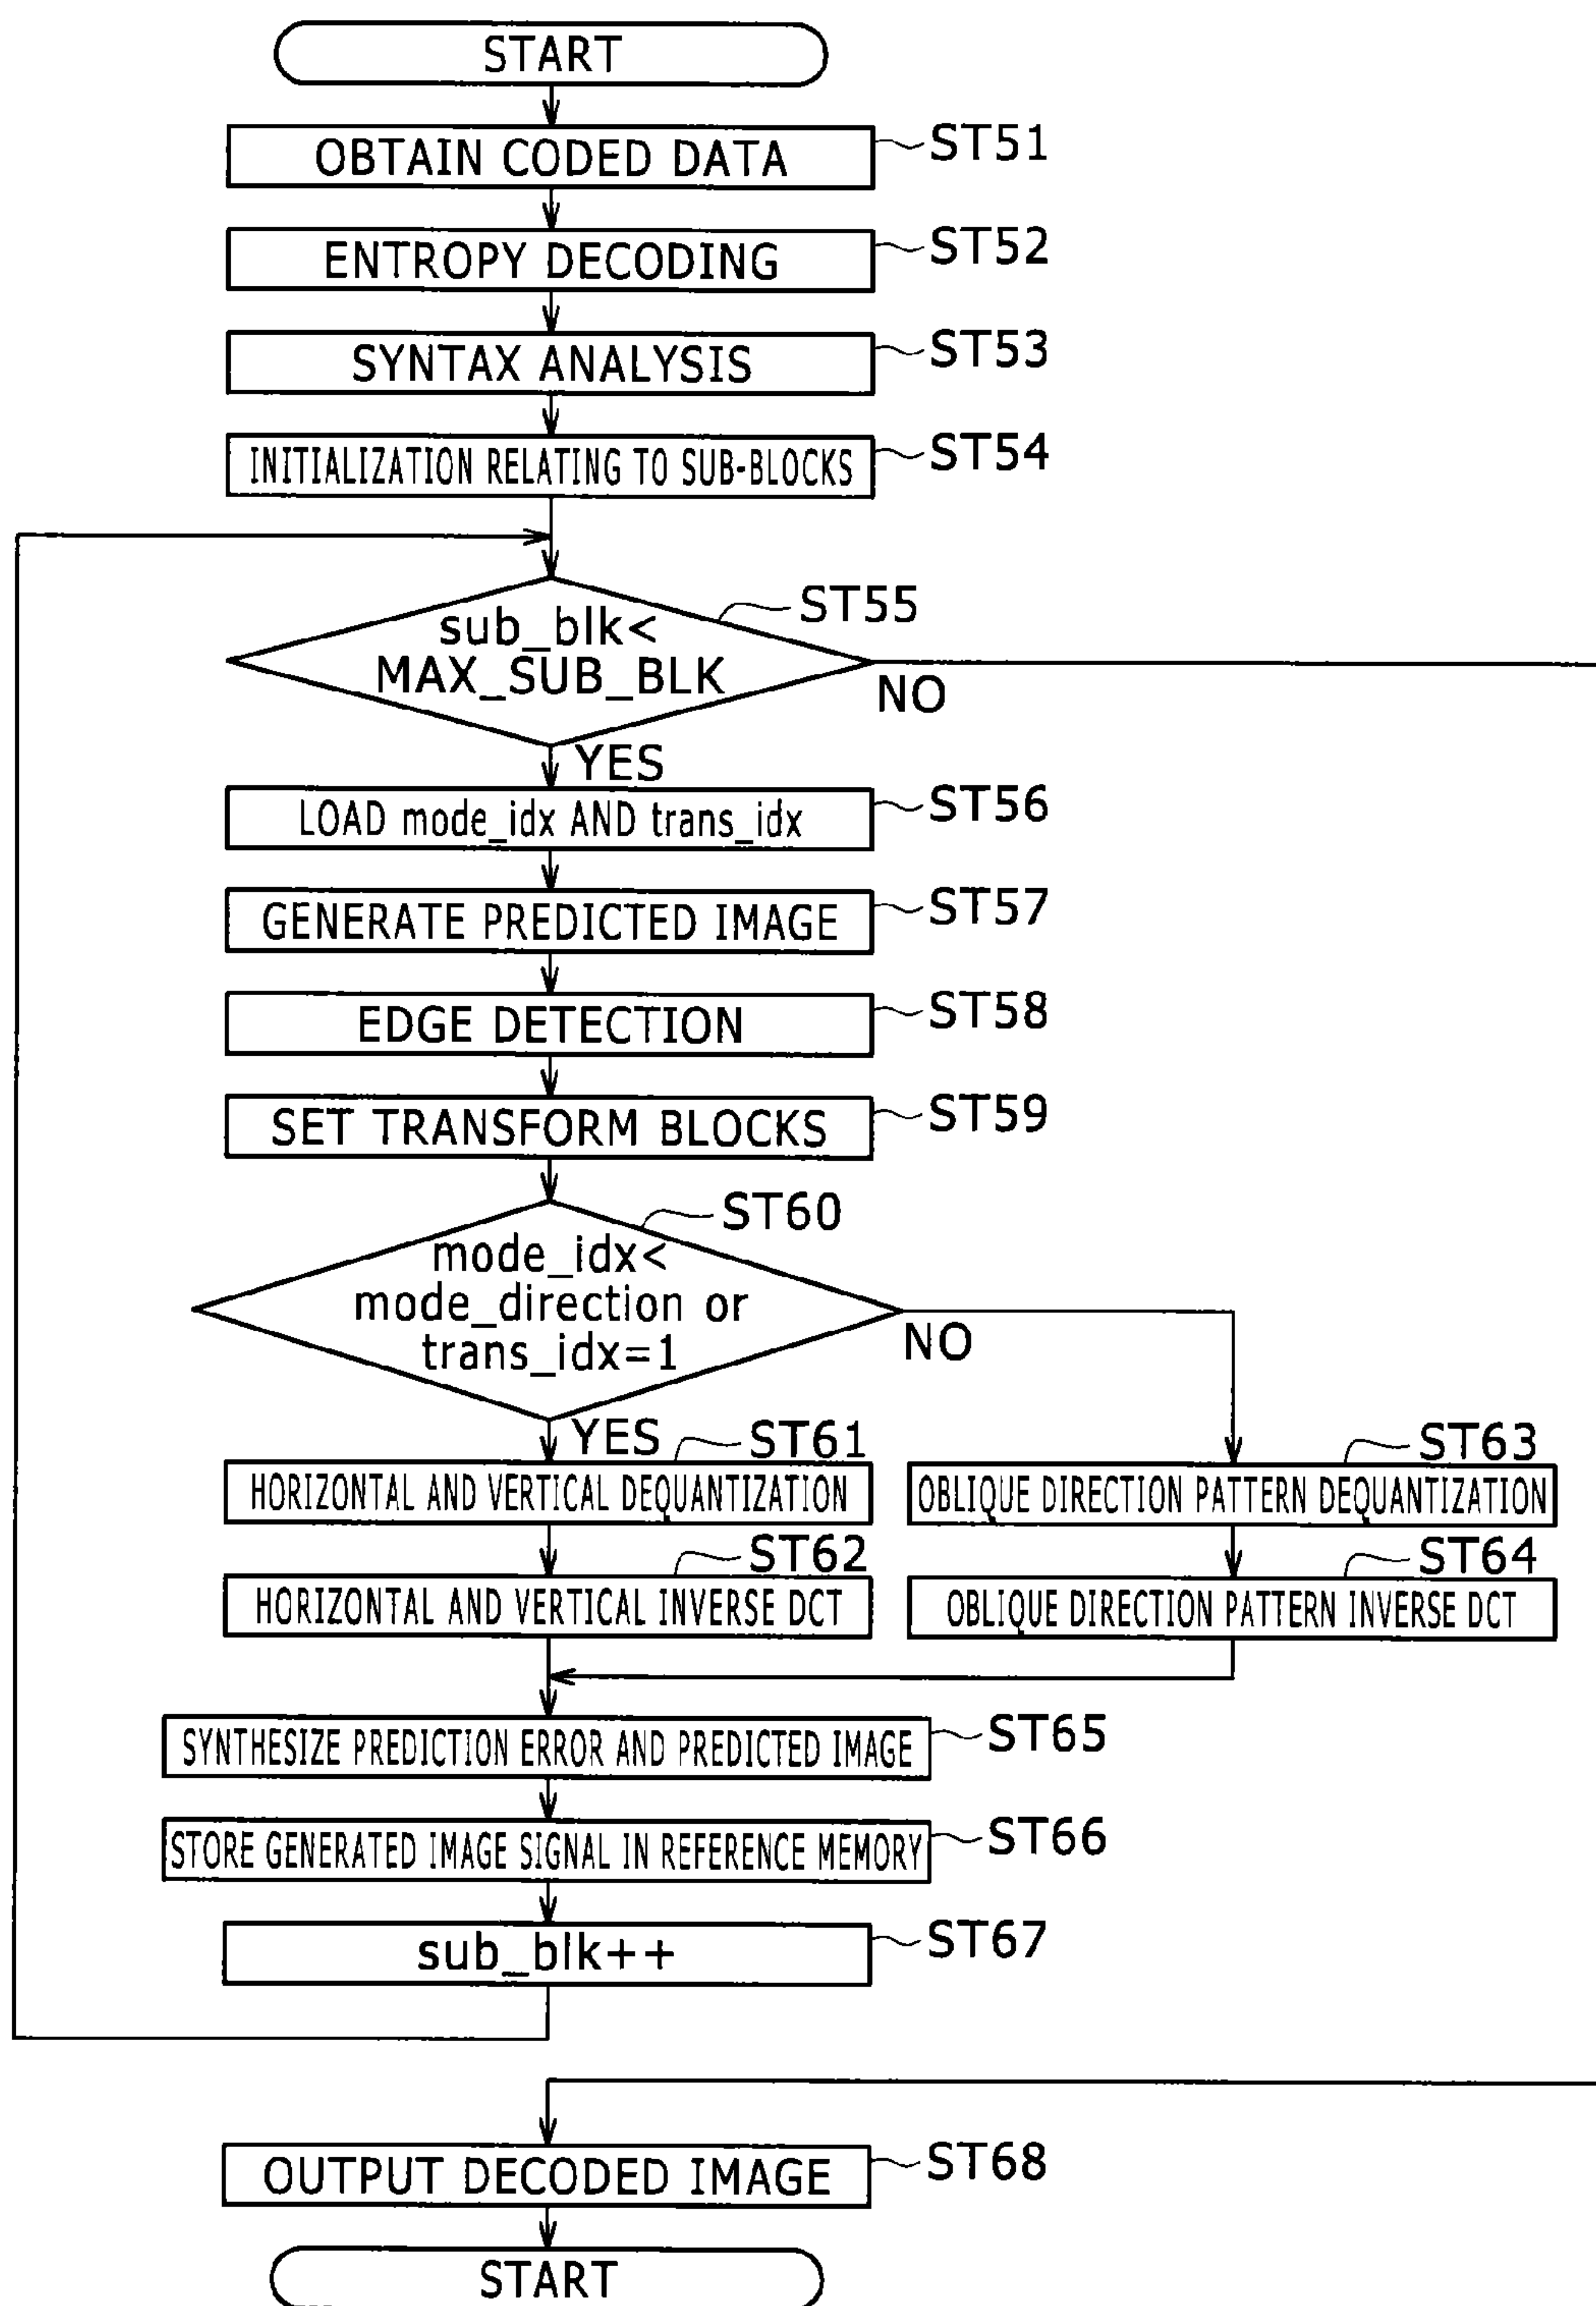 START
OBTAIN CODED DATA
ST51
ENTROPY DECODING
ST52
SYNTAX ANALYSIS
ST53
INITIALIZATION RELATING TO SUB-BLOCKS
ST54
sub_blk<
MAX_SUB_BLK
ST55
NO
YES
LOAD mode_idx AND trans_idx
ST56
GENERATE PREDICTED IMAGE
ST57
EDGE DETECTION
ST58
SET TRANSFORM BLOCKS
ST59
mode_idx<
mode_direction or
trans_idx=1
ST60
NO
YES
HORIZONTAL AND VERTICAL DEQUANTIZATION
ST61
OBLIQUE DIRECTION PATTERN DEQUANTIZATION
ST63
HORIZONTAL AND VERTICAL INVERSE DCT
ST62
OBLIQUE DIRECTION PATTERN INVERSE DCT
ST64
SYNTHESIZE PREDICTION ERROR AND PREDICTED IMAGE
ST65
STORE GENERATED IMAGE SIGNAL IN REFERENCE MEMORY
ST66
sub_blk++
ST67
OUTPUT DECODED IMAGE
ST68
START